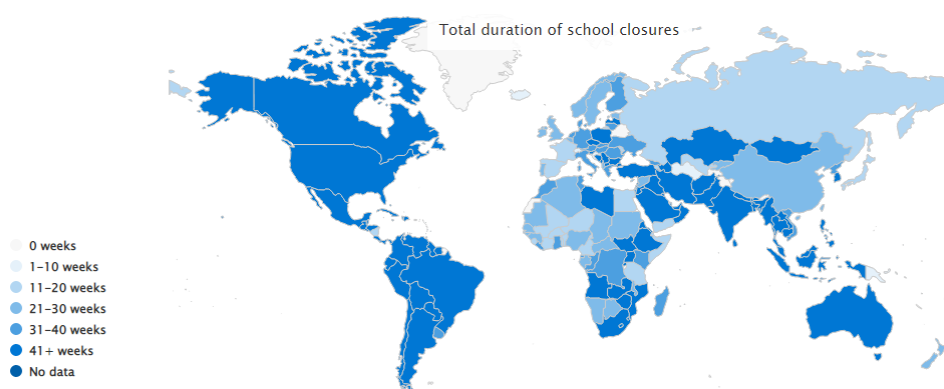 Total duration of school closures
0 weeks
1–10 weeks
11–20 weeks
21–30 weeks
31–40 weeks
41+ weeks
No data